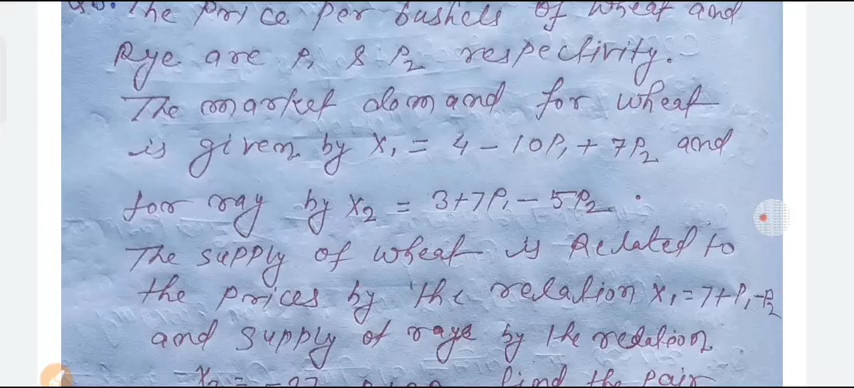 The price per bushels of wheat and
Rye are P₁ & P₂ respectivity.
The market domand for wheat
is given by X₁ = 4 - 10P₁ + 7P₂ and
for ray by X₂ = 3+7P₁ - 5P₂.
The supply of wheat is Related to
the prices by the relation X₁=7+P₁-P₂
and supply of raye by the relation
X₂ = -27 find the pair